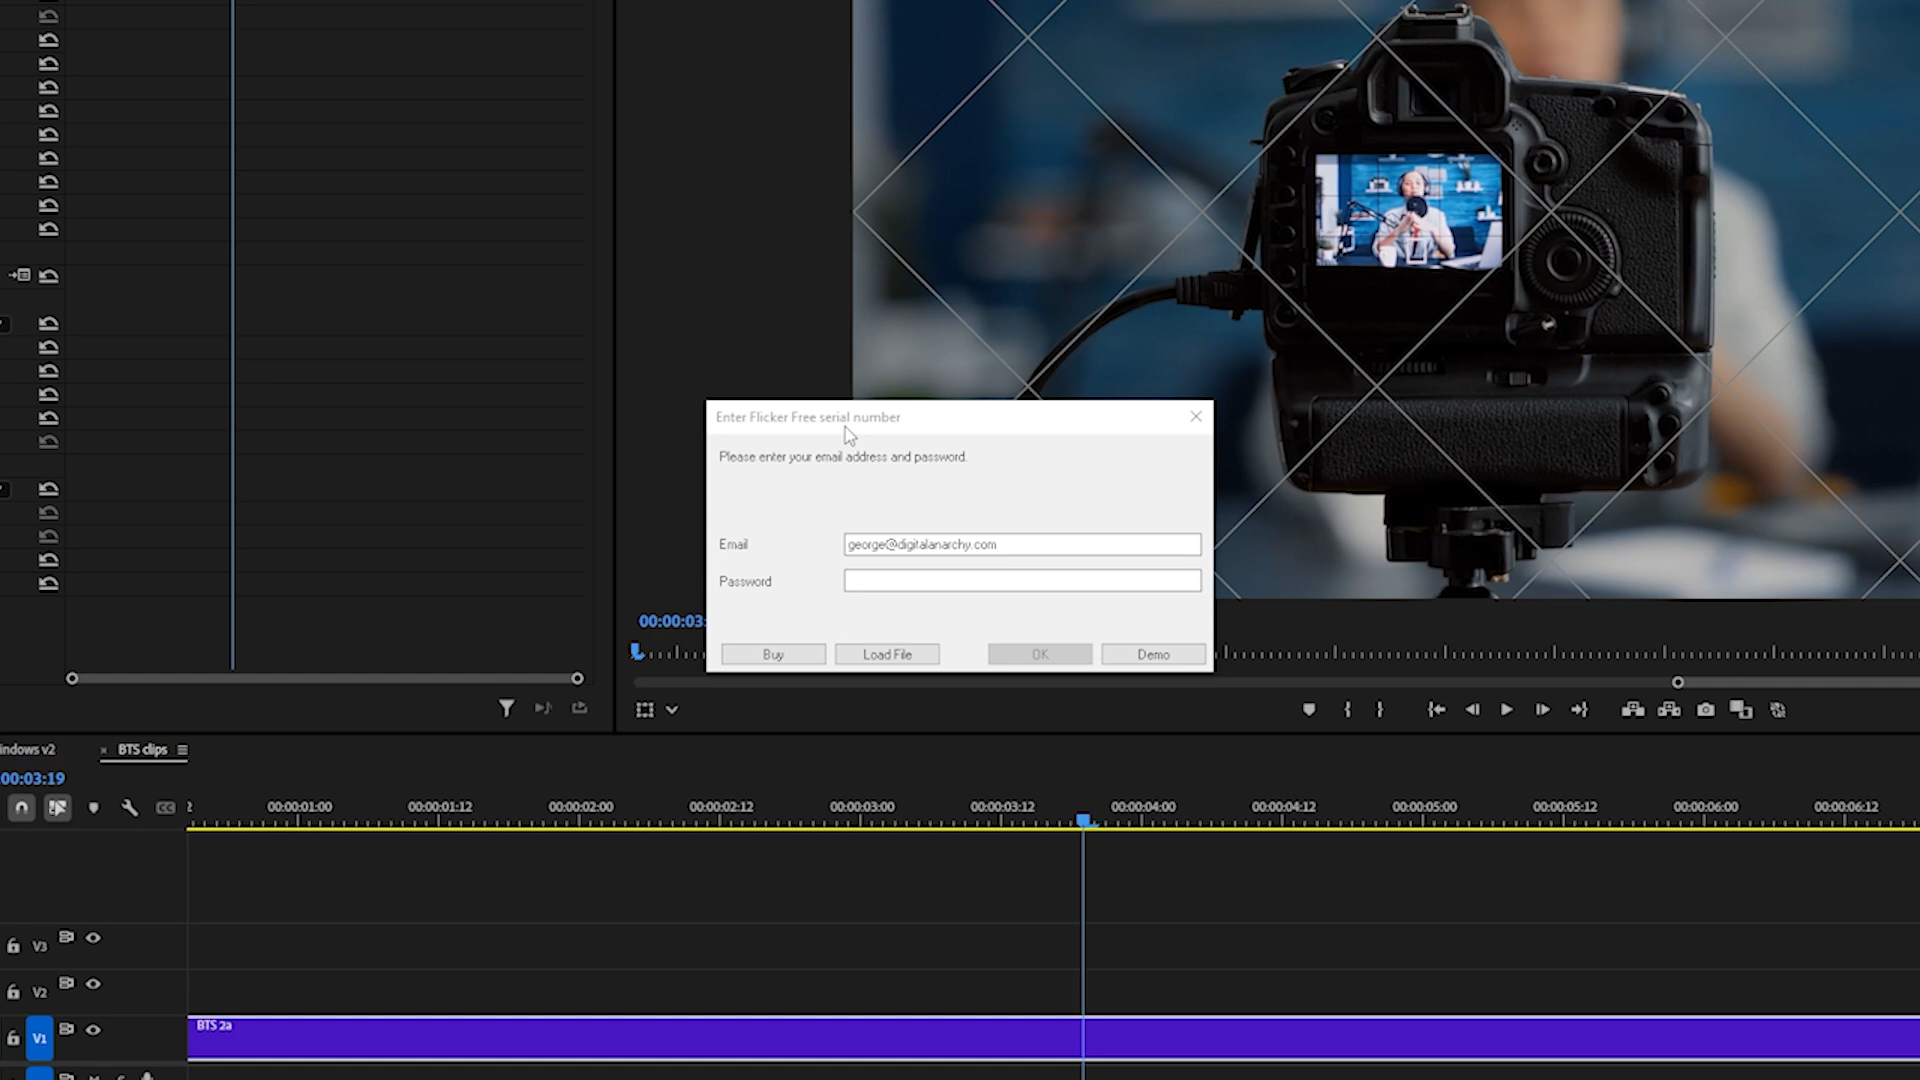 Enter Flicker Free serial number
Please enter your email address and password.
Email
george@digitalanarchy.com
Password
00:00:03:
Buy
Load File
OK
Demo
indows v2
× BTS clips
00:00:03:19
00:00:01:00
00:00:01:12
00:00:02:00
00:00:02:12
00:00:03:00
00:00:03:12
00:00:04:00
00:00:04:12
00:00:05:00
00:00:05:12
00:00:06:00
00:00:06:12
V3
V2
V1
BTS 2a